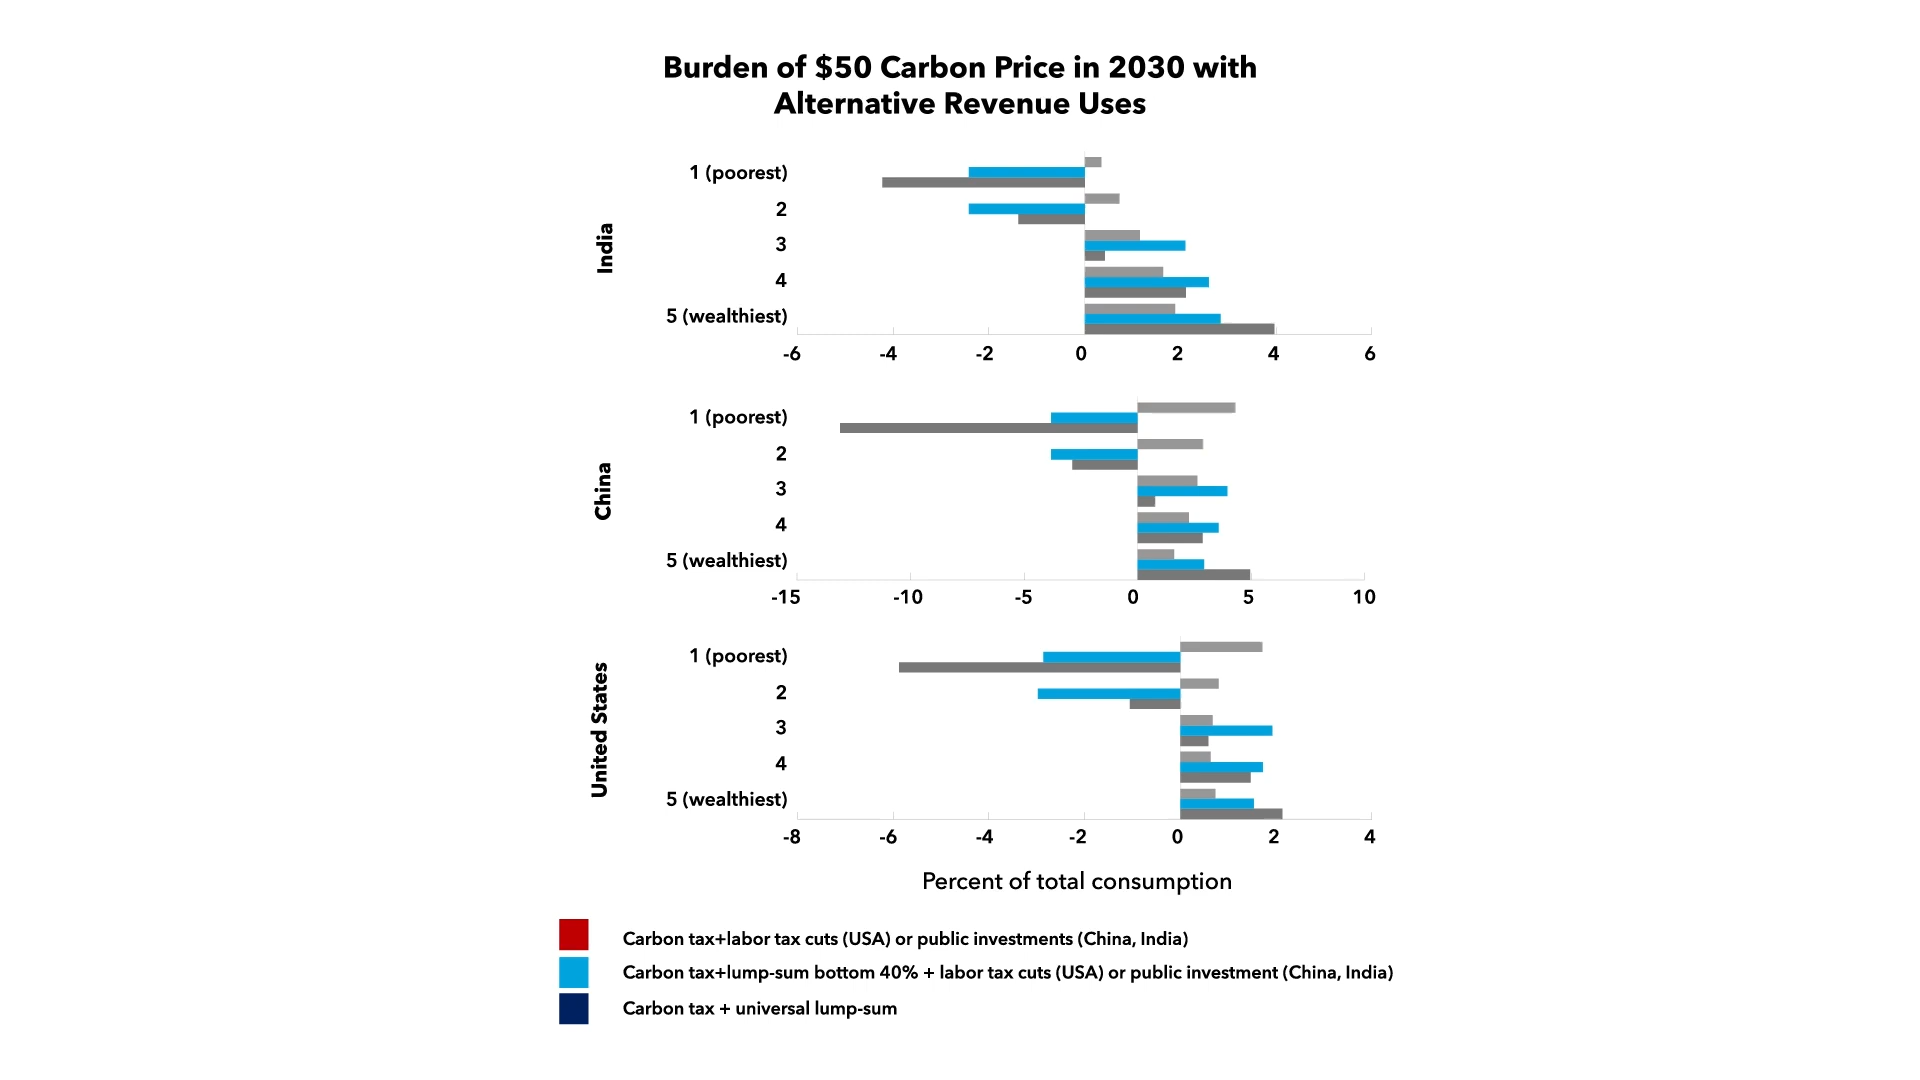 Burden of $50 Carbon Price in 2030 with
Alternative Revenue Uses
India
1 (poorest)
2
3
4
5 (wealthiest)
-6 -4 -2 0 2 4 6
China
1 (poorest)
2
3
4
5 (wealthiest)
-15 -10 -5 0 5 10
United States
1 (poorest)
2
3
4
5 (wealthiest)
-8 -6 -4 -2 0 2 4
Percent of total consumption
Carbon tax+labor tax cuts (USA) or public investments (China, India)
Carbon tax+lump-sum bottom 40% + labor tax cuts (USA) or public investment (China, India)
Carbon tax + universal lump-sum